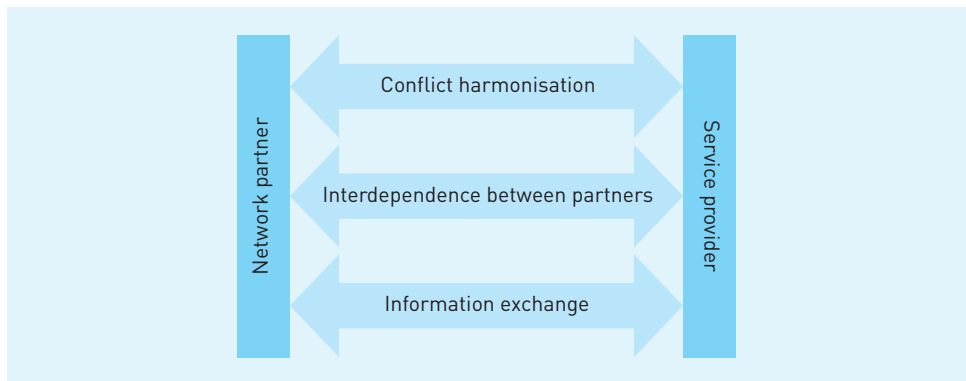 Network partner
Conflict harmonisation
Interdependence between partners
Information exchange
Service provider